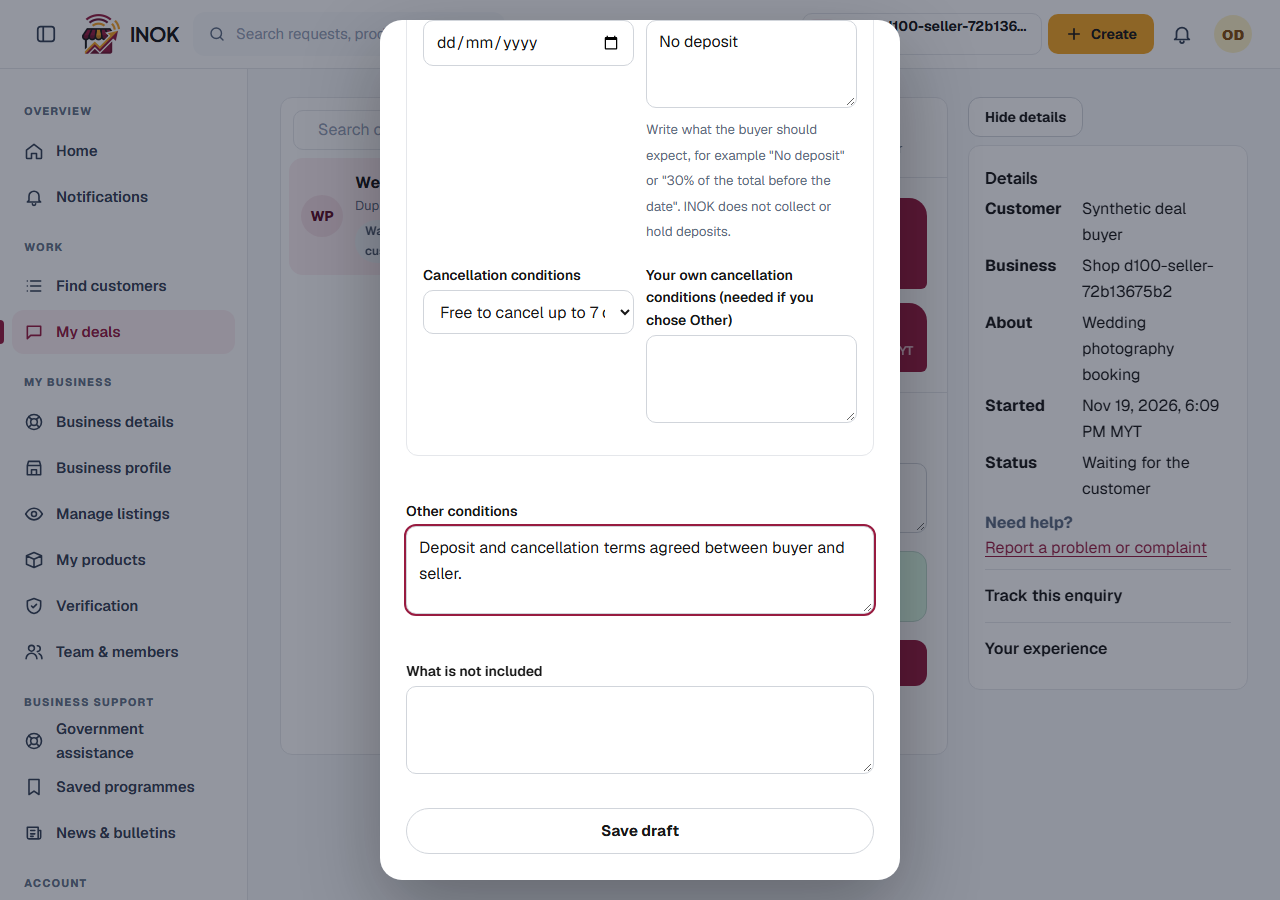 INOK
Search requests, proc
d100-seller-72b136…
Create
OD
OVERVIEW
Home
Notifications
WORK
Find customers
My deals
MY BUSINESS
Business details
Business profile
Manage listings
My products
Verification
Team & members
BUSINESS SUPPORT
Government
assistance
Saved programmes
News & bulletins
ACCOUNT
Search c
WP
We
Dup
Wa
cu
dd/mm/yyyy
No deposit
Write what the buyer should
expect, for example "No deposit"
or "30% of the total before the
date". INOK does not collect or
hold deposits.
Cancellation conditions
Free to cancel up to 7 d
Your own cancellation
conditions (needed if you
chose Other)
Other conditions
Deposit and cancellation terms agreed between buyer and
seller.
What is not included
Save draft
YT
Hide details
Details
Customer Synthetic deal
buyer
Business Shop d100-seller-
72b13675b2
About Wedding
photography
booking
Started Nov 19, 2026, 6:09
PM MYT
Status Waiting for the
customer
Need help?
Report a problem or complaint
Track this enquiry
Your experience